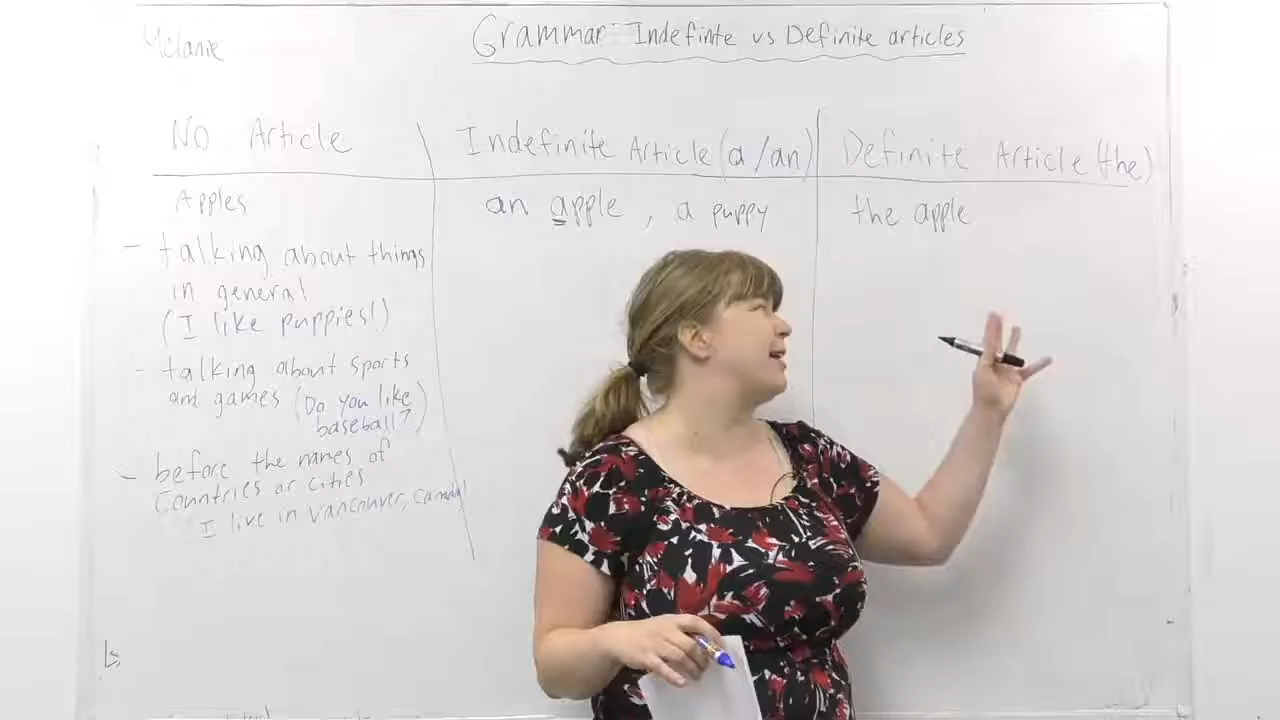 Melanie
Grammar: Indefinite vs Definite articles
No Article
Apples
- talking about things
in general
(I like puppies!)
- talking about sports
and games (Do you like
baseball?)
- before the names of
countries or cities
I live in Vancouver, Canada!
Indefinite Article (a/an)
an apple, a puppy
Definite Article (the)
the apple